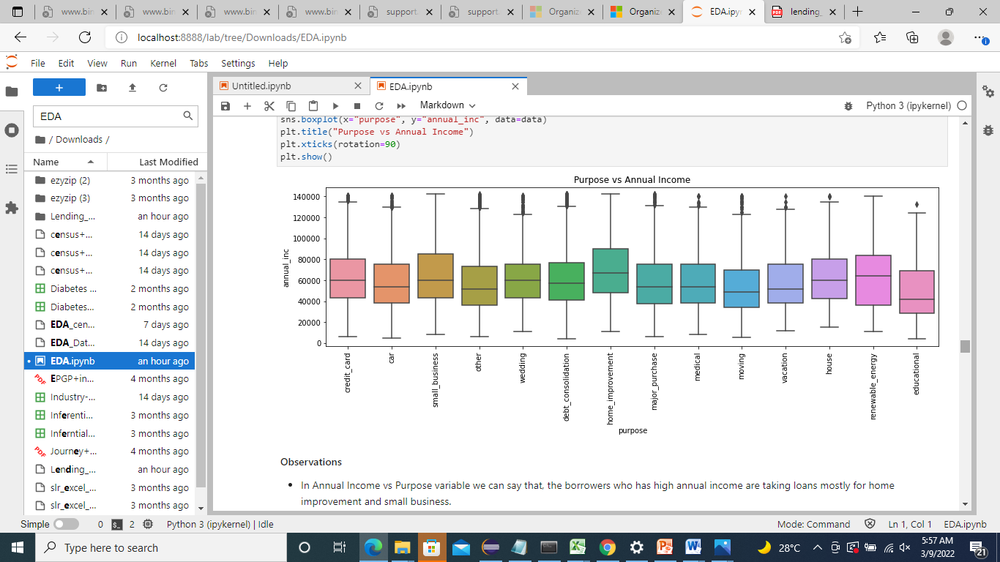 www.bin
www.bin
www.bin
www.bin
support.
support.
Organize
Organize
EDA.ipyn
lending_
localhost:8888/lab/tree/Downloads/EDA.ipynb
File Edit View Run Kernel Tabs Settings Help
EDA
/ Downloads /
Name Last Modified
ezyzip (2) 3 months ago
ezyzip (3) 3 months ago
Lending_... an hour ago
census+... 14 days ago
census+... 14 days ago
census+... 14 days ago
Diabetes ... 2 months ago
Diabetes... 2 months ago
EDA_cen... 7 days ago
EDA_Dat... 14 days ago
EDA.ipynb an hour ago
EPGP+in... 4 months ago
Industry-... 14 days ago
Inferenti... 3 months ago
Inferntial... 3 months ago
Journey+... 4 months ago
Lending_... an hour ago
slr_excel_... 3 months ago
slr_excel_... 3 months ago
Untitled.ipynb
EDA.ipynb
Markdown
Python 3 (ipykernel)
sns.boxplot(x="purpose", y="annual_inc", data=data)
plt.title("Purpose vs Annual Income")
plt.xticks(rotation=90)
plt.show()
Purpose vs Annual Income
annual_inc
140000
120000
100000
80000
60000
40000
20000
0
credit_card
car
small_business
other
wedding
debt_consolidation
home_improvement
major_purchase
medical
moving
vacation
house
renewable_energy
educational
purpose
Observations
In Annual Income vs Purpose variable we can say that, the borrowers who has high annual income are taking loans mostly for home
improvement and small business.
Simple 0 2 Python 3 (ipykernel) | Idle Mode: Command Ln 1, Col 1 EDA.ipynb
Type here to search
28°C
5:57 AM
3/9/2022
21